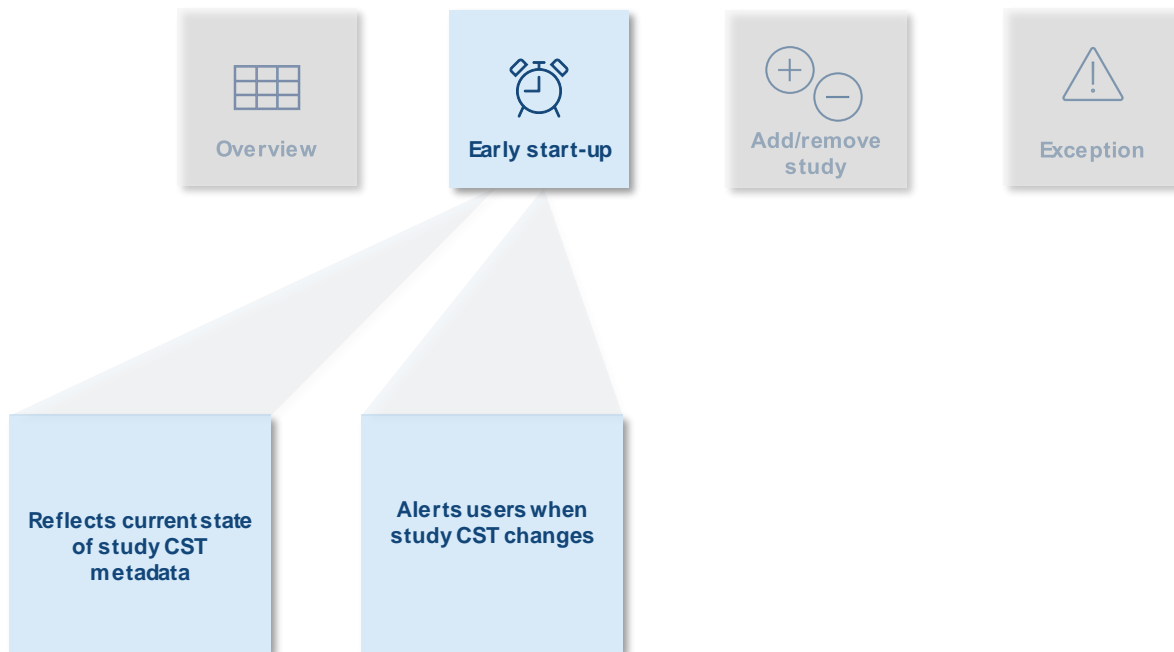 Overview
Early start-up
Add/remove
study
Exception
Reflects current state
of study CST
metadata
Alerts users when
study CST changes